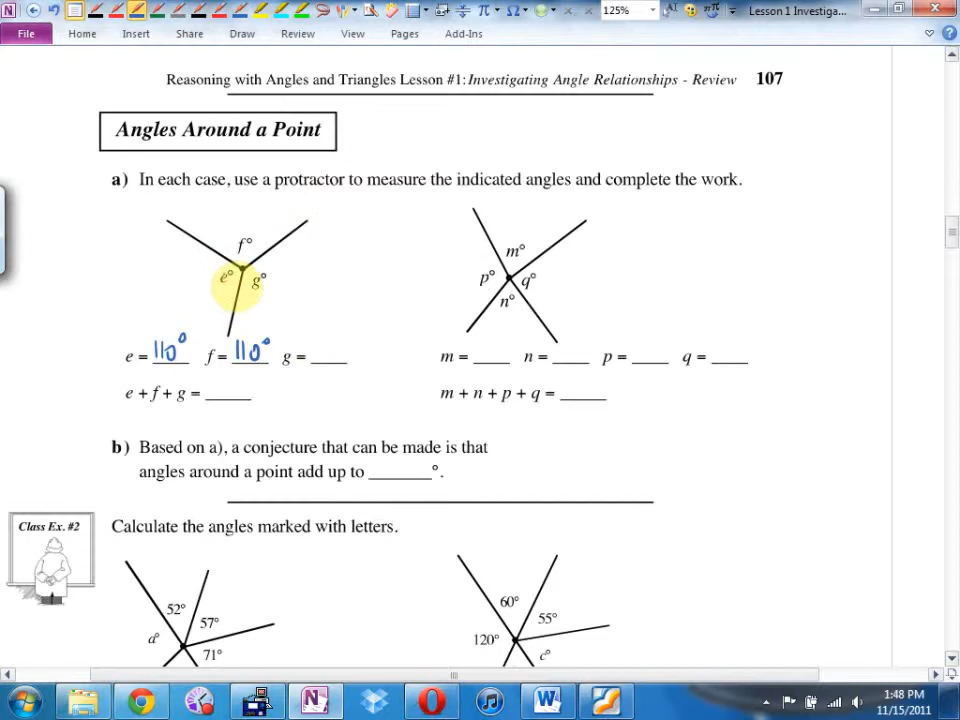 125%
Lesson 1 Investiga...
File Home Insert Share Draw Review View Pages Add-Ins
Reasoning with Angles and Triangles Lesson #1: Investigating Angle Relationships - Review 107
Angles Around a Point
a) In each case, use a protractor to measure the indicated angles and complete the work.
f°
e° g°
m°
p° q°
n°
e = 110° f = 110° g = ____ m = ____ n = ____ p = ____ q = ____
e + f + g = _____ m + n + p + q = _____
b) Based on a), a conjecture that can be made is that
angles around a point add up to _______°.
Class Ex. #2
Calculate the angles marked with letters.
52°
57°
a°
71°
60°
55°
120°
c°
1:48 PM
11/15/2011